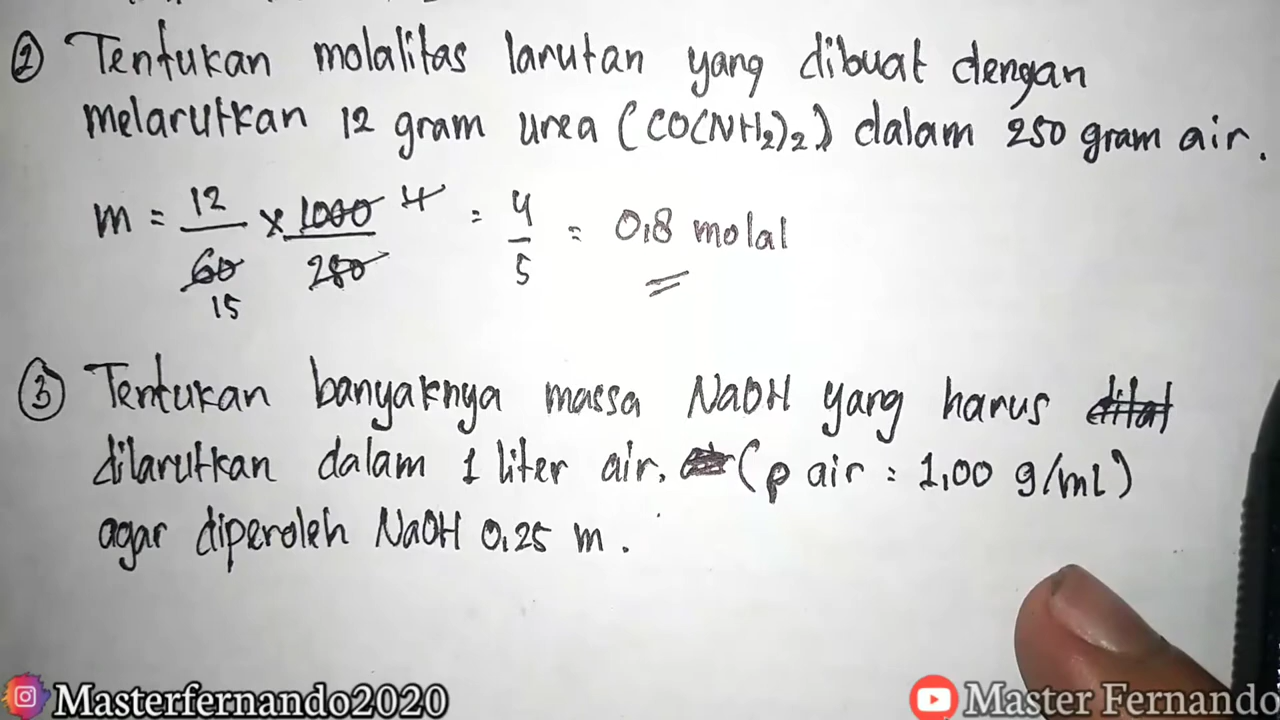 ② Tentukan molalitas larutan yang dibuat dengan
melarutkan 12 gram urea (CO(NH₂)₂) dalam 250 gram air.
m = 12/60 × 1000/250 4 = 4/5 = 0,8 molal
15
③ Tentukan banyaknya massa NaOH yang harus
dilarutkan dalam 1 liter air. (ρ air = 1,00 g/mL)
agar diperoleh NaOH 0,25 m.
Masterfernando2020
Master Fernando